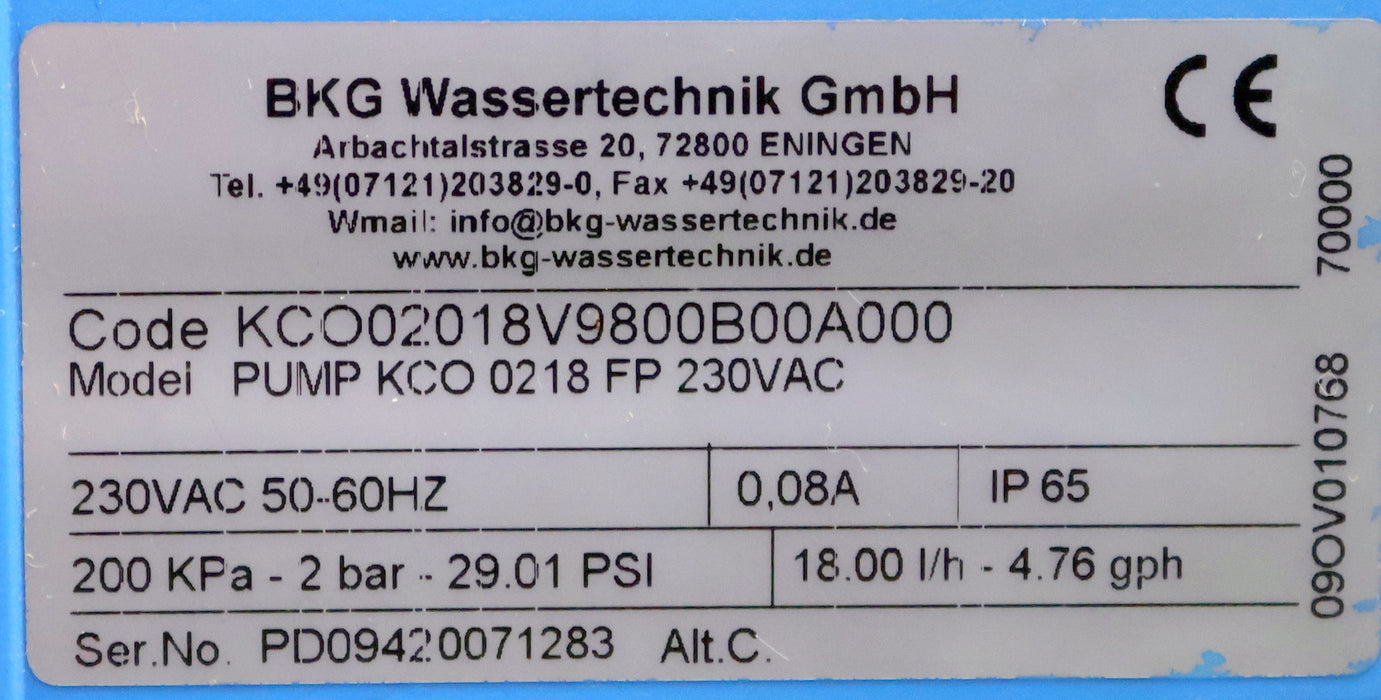 BKG Wassertechnik GmbH
CE
Arbachtalstrasse 20, 72800 ENINGEN
Tel. +49(07121)203829-0, Fax +49(07121)203829-20
Wmail: info@bkg-wassertechnik.de
www.bkg-wassertechnik.de
Code KCO02018V9800B00A000
Model PUMP KCO 0218 FP 230VAC
230VAC 50-60HZ 0,08A IP 65
200 KPa - 2 bar - 29.01 PSI 18.00 l/h - 4.76 gph
Ser.No. PD09420071283 Alt.C.
09OV010768 70000